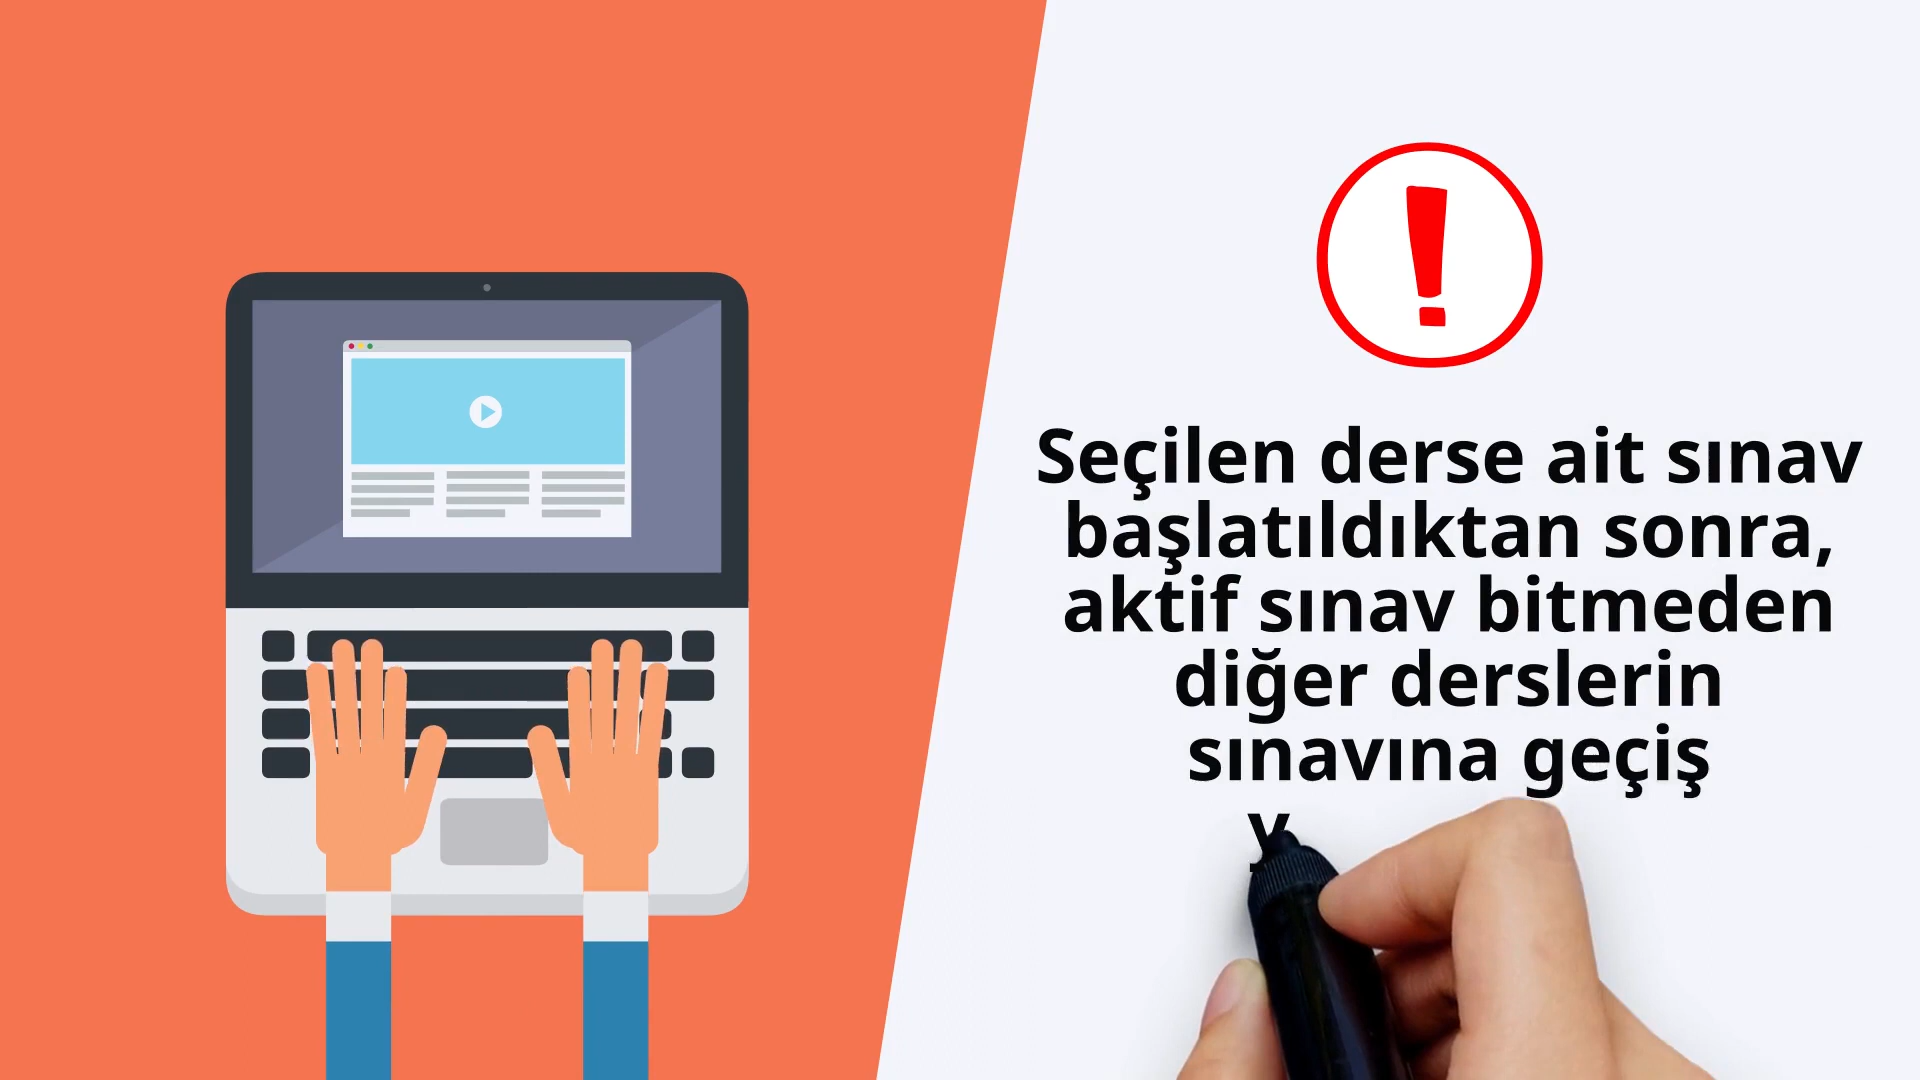 !
Seçilen derse ait sınav
başlatıldıktan sonra,
aktif sınav bitmeden
diğer derslerin
sınavına geçiş
y